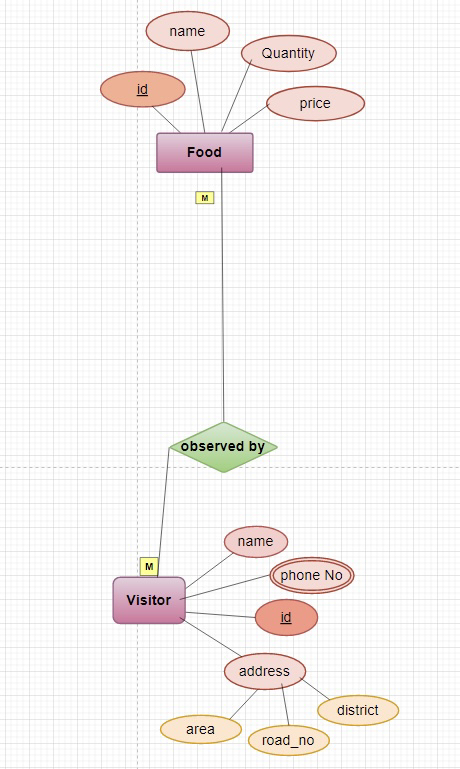 name
Quantity
id
price
Food
M
observed by
M
name
phone No
Visitor
id
address
district
area
road_no